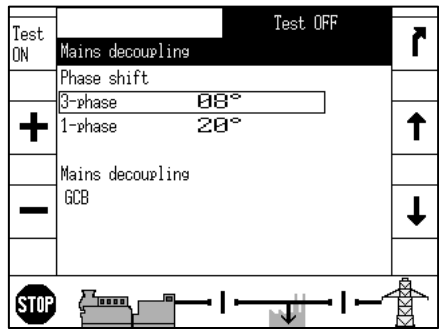 Test OFF
Test
ON
Mains decoupling
Phase shift
3-phase 08°
1-phase 20°
Mains decoupling
GCB
STOP